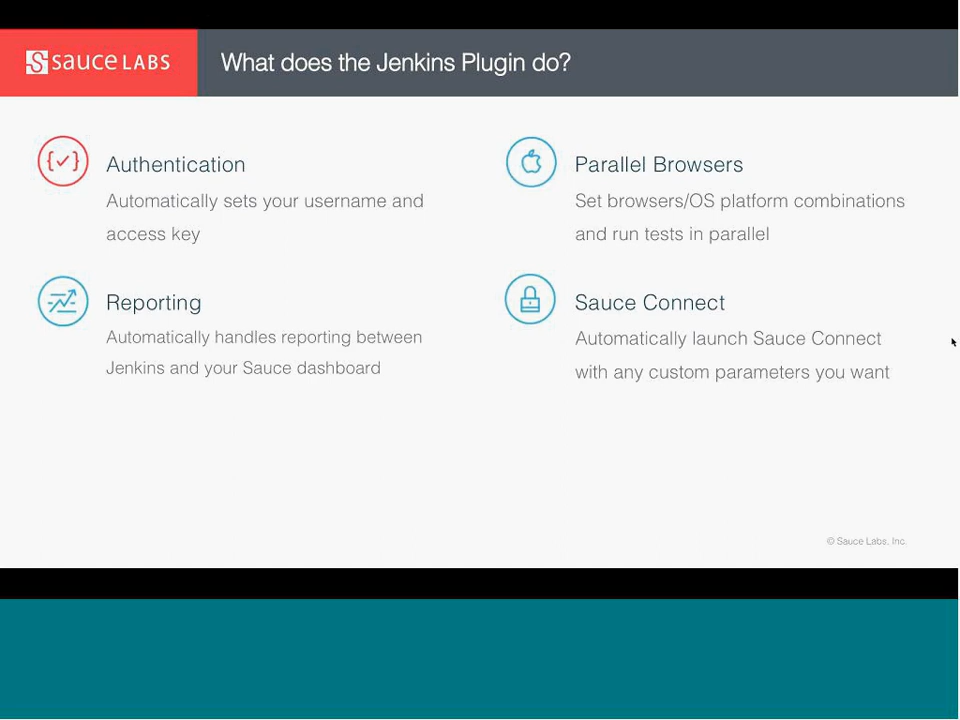 sauce LABS
What does the Jenkins Plugin do?
Authentication
Automatically sets your username and
access key
Parallel Browsers
Set browsers/OS platform combinations
and run tests in parallel
Reporting
Automatically handles reporting between
Jenkins and your Sauce dashboard
Sauce Connect
Automatically launch Sauce Connect
with any custom parameters you want
© Sauce Labs, Inc.